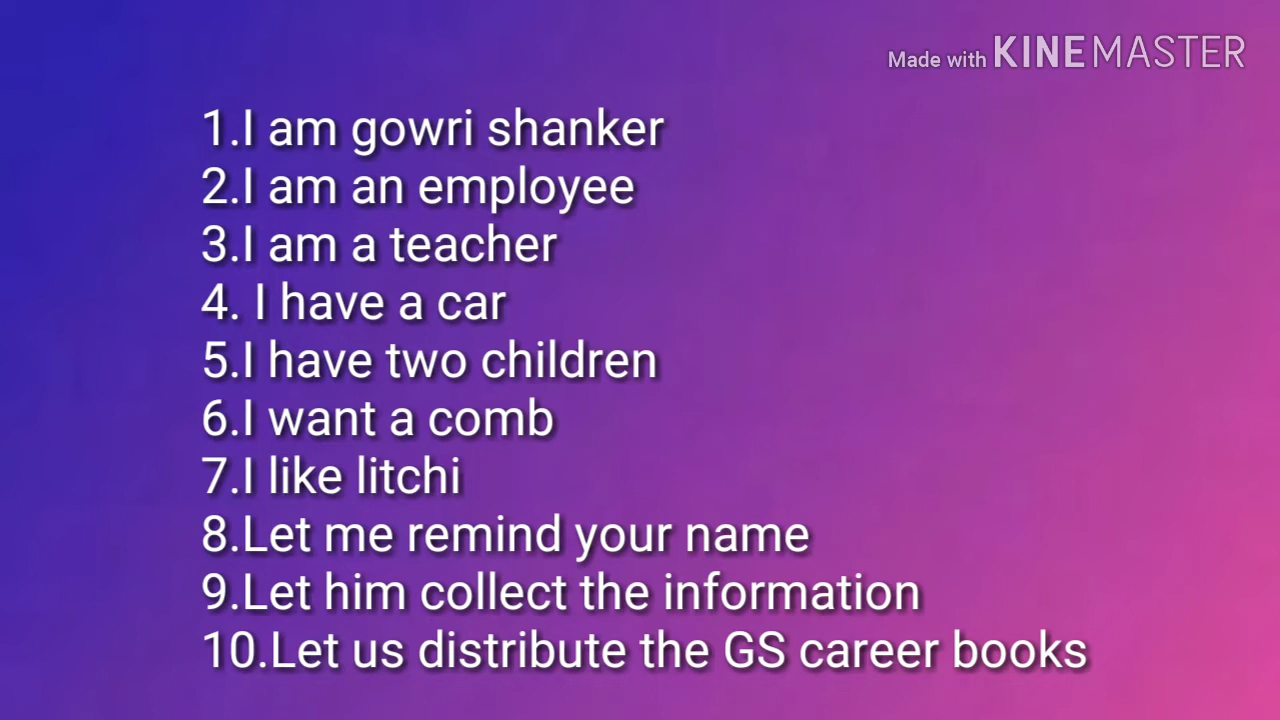 Made with KINEMASTER
1.I am gowri shanker
2.I am an employee
3.I am a teacher
4. I have a car
5.I have two children
6.I want a comb
7.I like litchi
8.Let me remind your name
9.Let him collect the information
10.Let us distribute the GS career books